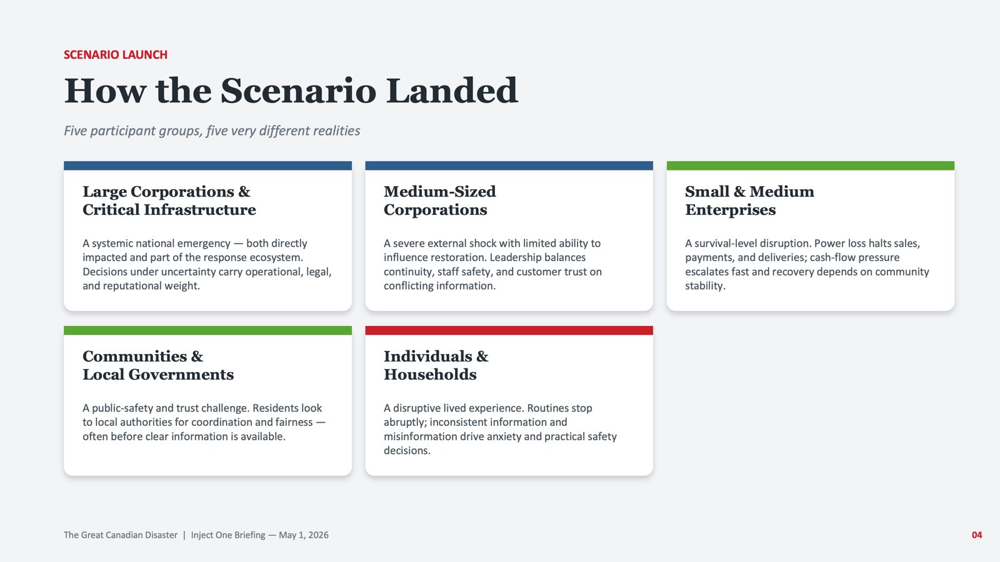 SCENARIO LAUNCH
How the Scenario Landed
Five participant groups, five very different realities
Large Corporations &
Critical Infrastructure
A systemic national emergency — both directly
impacted and part of the response ecosystem.
Decisions under uncertainty carry operational, legal,
and reputational weight.
Medium-Sized
Corporations
A severe external shock with limited ability to
influence restoration. Leadership balances
continuity, staff safety, and customer trust on
conflicting information.
Small & Medium
Enterprises
A survival-level disruption. Power loss halts sales,
payments, and deliveries; cash-flow pressure
escalates fast and recovery depends on community
stability.
Communities &
Local Governments
A public-safety and trust challenge. Residents look
to local authorities for coordination and fairness —
often before clear information is available.
Individuals &
Households
A disruptive lived experience. Routines stop
abruptly; inconsistent information and
misinformation drive anxiety and practical safety
decisions.
The Great Canadian Disaster | Inject One Briefing — May 1, 2026
04